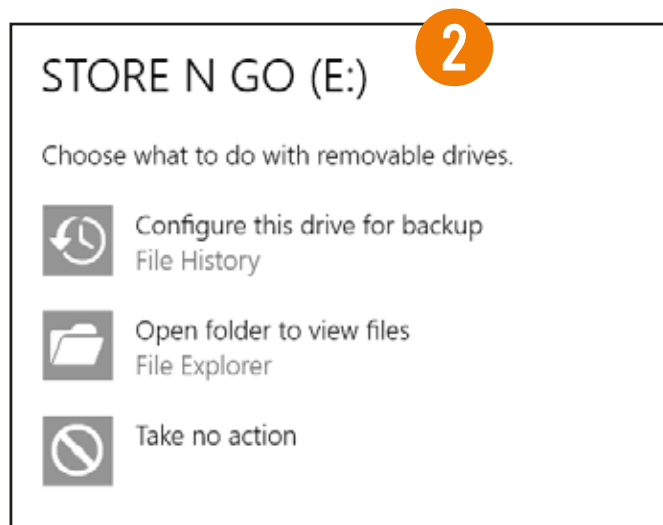 2
STORE N GO (E:)
Choose what to do with removable drives.
Configure this drive for backup
File History
Open folder to view files
File Explorer
Take no action